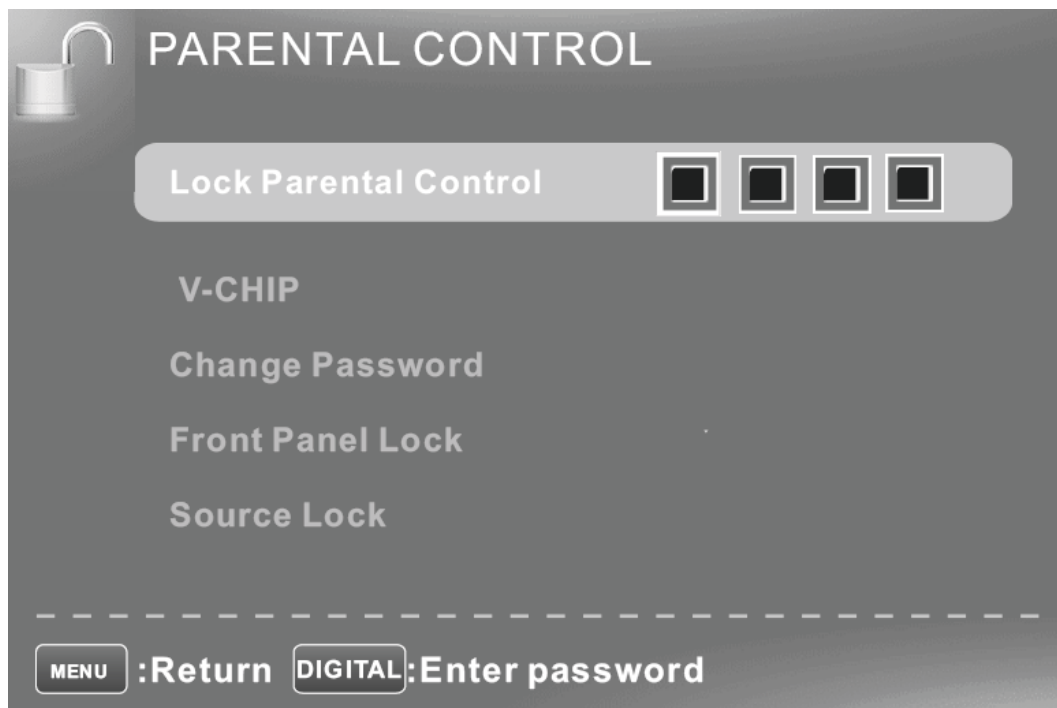 PARENTAL CONTROL
Lock Parental Control
V-CHIP
Change Password
Front Panel Lock
Source Lock
MENU :Return DIGITAL:Enter password